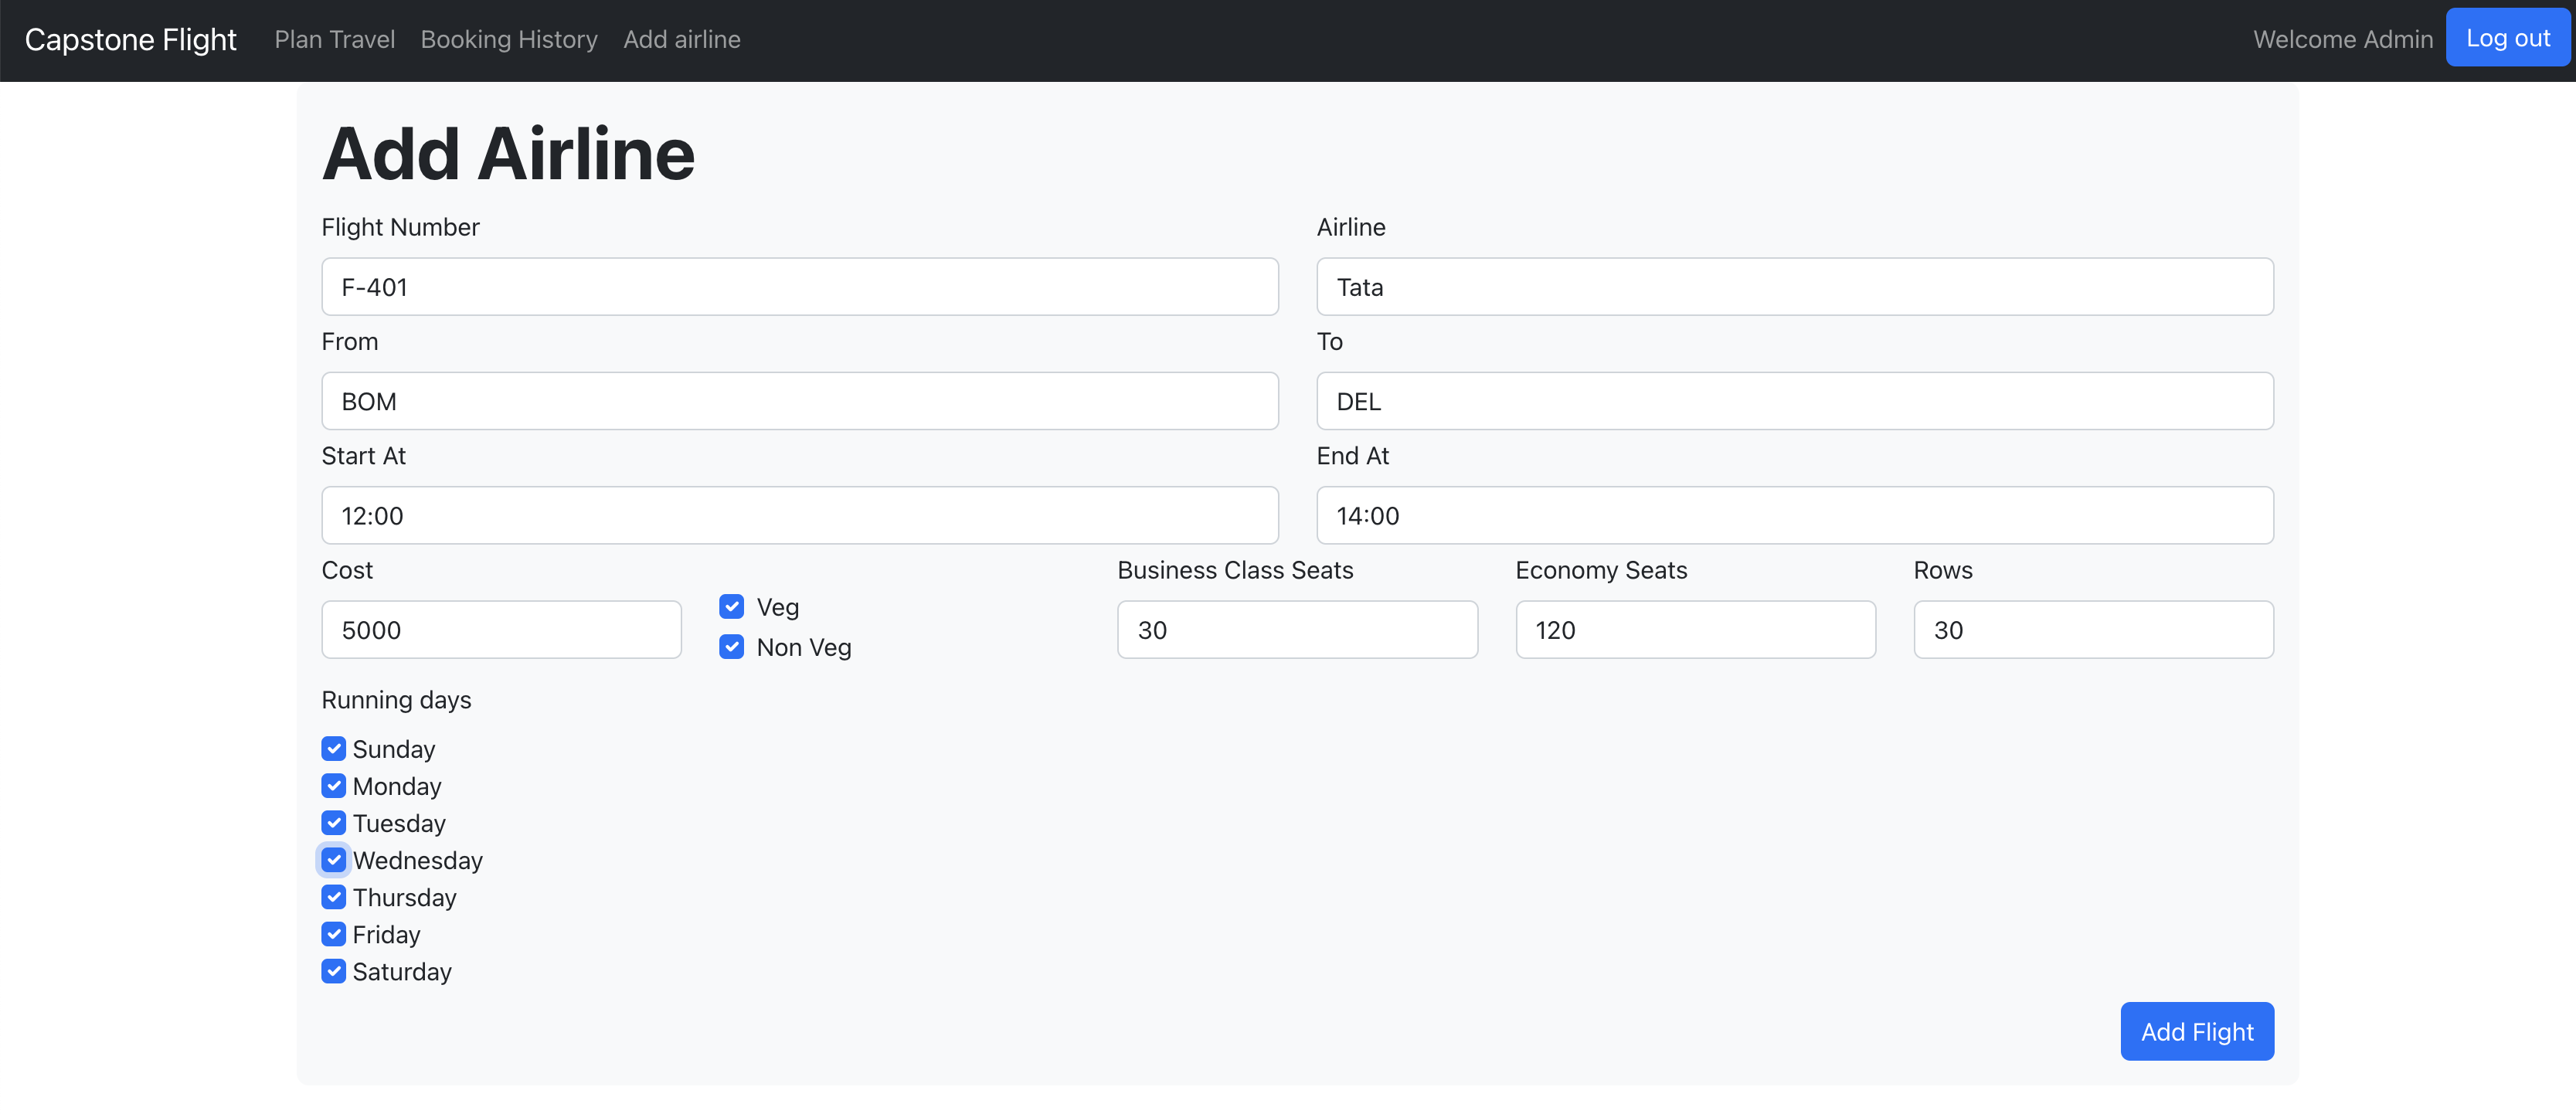 Capstone Flight Plan Travel Booking History Add airline Welcome Admin Log out
Add Airline
Flight Number Airline
F-401 Tata
From To
BOM DEL
Start At End At
12:00 14:00
Cost Business Class Seats Economy Seats Rows
Veg
5000 30 120 30
Non Veg
Running days
Sunday
Monday
Tuesday
Wednesday
Thursday
Friday
Saturday
Add Flight